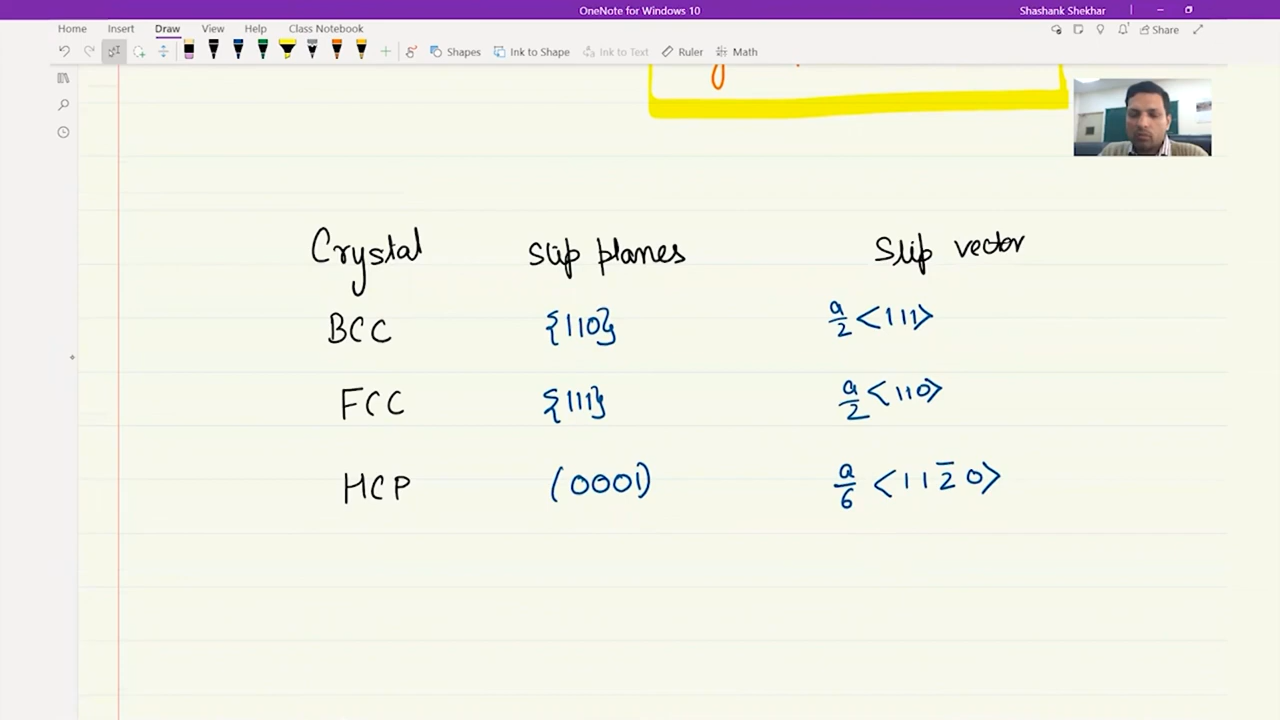 OneNote for Windows 10
Shashank Shekhar
Home Insert Draw View Help Class Notebook
Share
Shapes Ink to Shape Ink to Text Ruler Math
Crystal Slip planes Slip vector
BCC {110} a/2 <111>
FCC {111} a/2 <110>
HCP (0001) a/6 <112̅0>